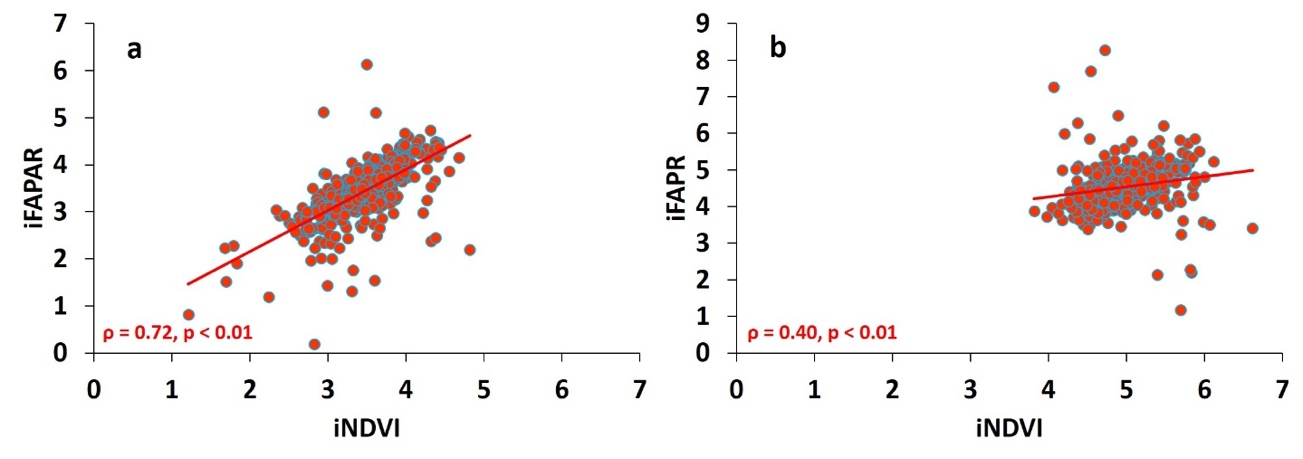 a
7
6
5
4
3
2
1
0
iFAPAR
ρ = 0.72, p < 0.01
0 1 2 3 4 5 6 7
iNDVI
b
9
8
7
6
5
4
3
2
1
0
iFAPR
ρ = 0.40, p < 0.01
0 1 2 3 4 5 6 7
iNDVI